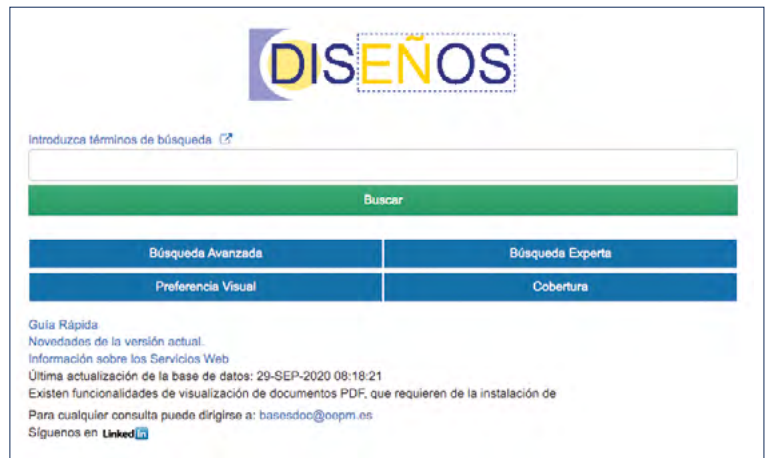 DISEÑOS
Introduzca términos de búsqueda
Buscar
Búsqueda Avanzada
Búsqueda Experta
Preferencia Visual
Cobertura
Guía Rápida
Novedades de la versión actual.
Información sobre los Servicios Web
Última actualización de la base de datos: 29-SEP-2020 08:18:21
Existen funcionalidades de visualización de documentos PDF, que requieren de la instalación de
Para cualquier consulta puede dirigirse a: basesdoc@oepm.es
Síguenos en Linked in